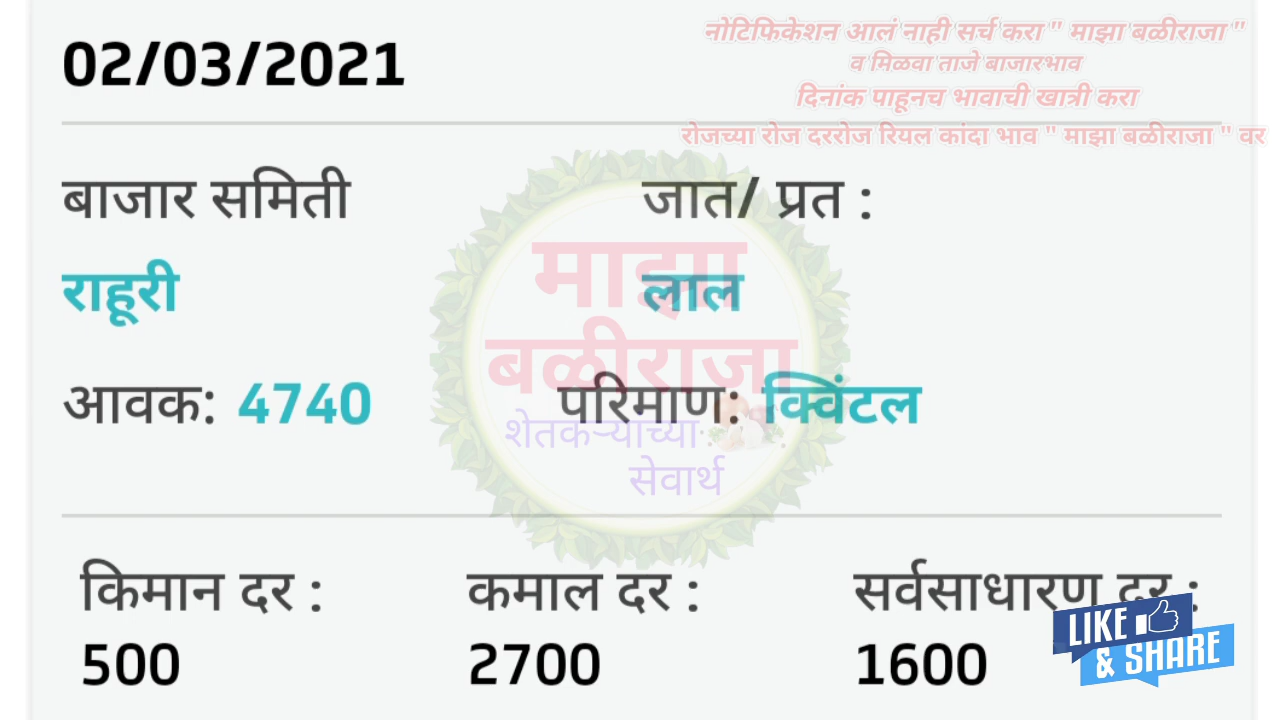 नोटिफिकेशन आलं नाही सर्च करा " माझा बळीराजा "
व मिळवा ताजे बाजारभाव
दिनांक पाहूनच भावाची खात्री करा
रोजच्या रोज दररोज रियल कांदा भाव " माझा बळीराजा " वर
02/03/2021
बाजार समिती जात/ प्रत :
राहूरी लाल
आवक: 4740 परिमाण: क्विंटल
माझा
बळीराजा
शेतकऱ्यांच्या
सेवार्थ
किमान दर : कमाल दर : सर्वसाधारण दर :
500 2700 1600
LIKE
& SHARE